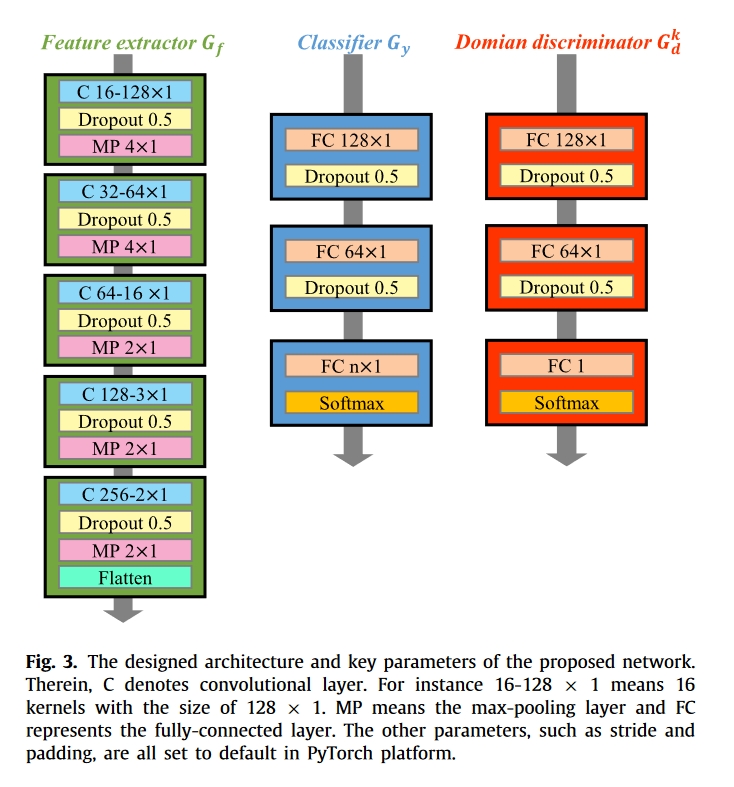 Feature extractor G_f
C 16-128×1
Dropout 0.5
MP 4×1
C 32-64×1
Dropout 0.5
MP 4×1
C 64-16 ×1
Dropout 0.5
MP 2×1
C 128-3×1
Dropout 0.5
MP 2×1
C 256-2×1
Dropout 0.5
MP 2×1
Flatten
Classifier G_y
FC 128×1
Dropout 0.5
FC 64×1
Dropout 0.5
FC n×1
Softmax
Domian discriminator G_d^k
FC 128×1
Dropout 0.5
FC 64×1
Dropout 0.5
FC 1
Softmax
Fig. 3. The designed architecture and key parameters of the proposed network.
Therein, C denotes convolutional layer. For instance 16-128 × 1 means 16
kernels with the size of 128 × 1. MP means the max-pooling layer and FC
represents the fully-connected layer. The other parameters, such as stride and
padding, are all set to default in PyTorch platform.